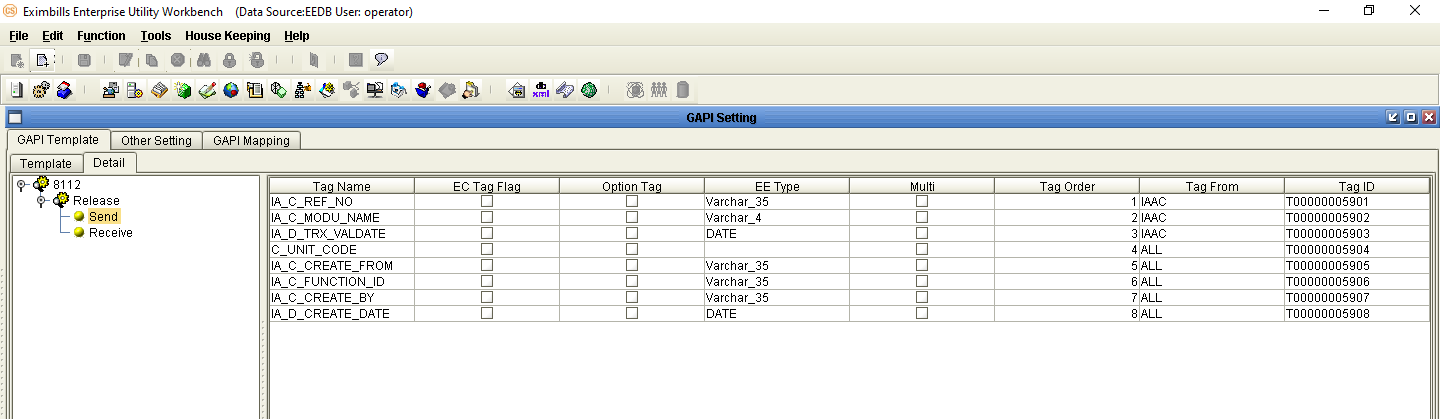 CS Eximbills Enterprise Utility Workbench (Data Source:EEDB User: operator)
File Edit Function Tools House Keeping Help
db
xml
GAPI Setting
GAPI Template Other Setting GAPI Mapping
Template Detail
8112
Release
Send
Receive
Tag Name EC Tag Flag Option Tag EE Type Multi Tag Order Tag From Tag ID
IA_C_REF_NO Varchar_35 1 IAAC T00000005901
IA_C_MODU_NAME Varchar_4 2 IAAC T00000005902
IA_D_TRX_VALDATE DATE 3 IAAC T00000005903
C_UNIT_CODE 4 ALL T00000005904
IA_C_CREATE_FROM Varchar_35 5 ALL T00000005905
IA_C_FUNCTION_ID Varchar_35 6 ALL T00000005906
IA_C_CREATE_BY Varchar_35 7 ALL T00000005907
IA_D_CREATE_DATE DATE 8 ALL T00000005908